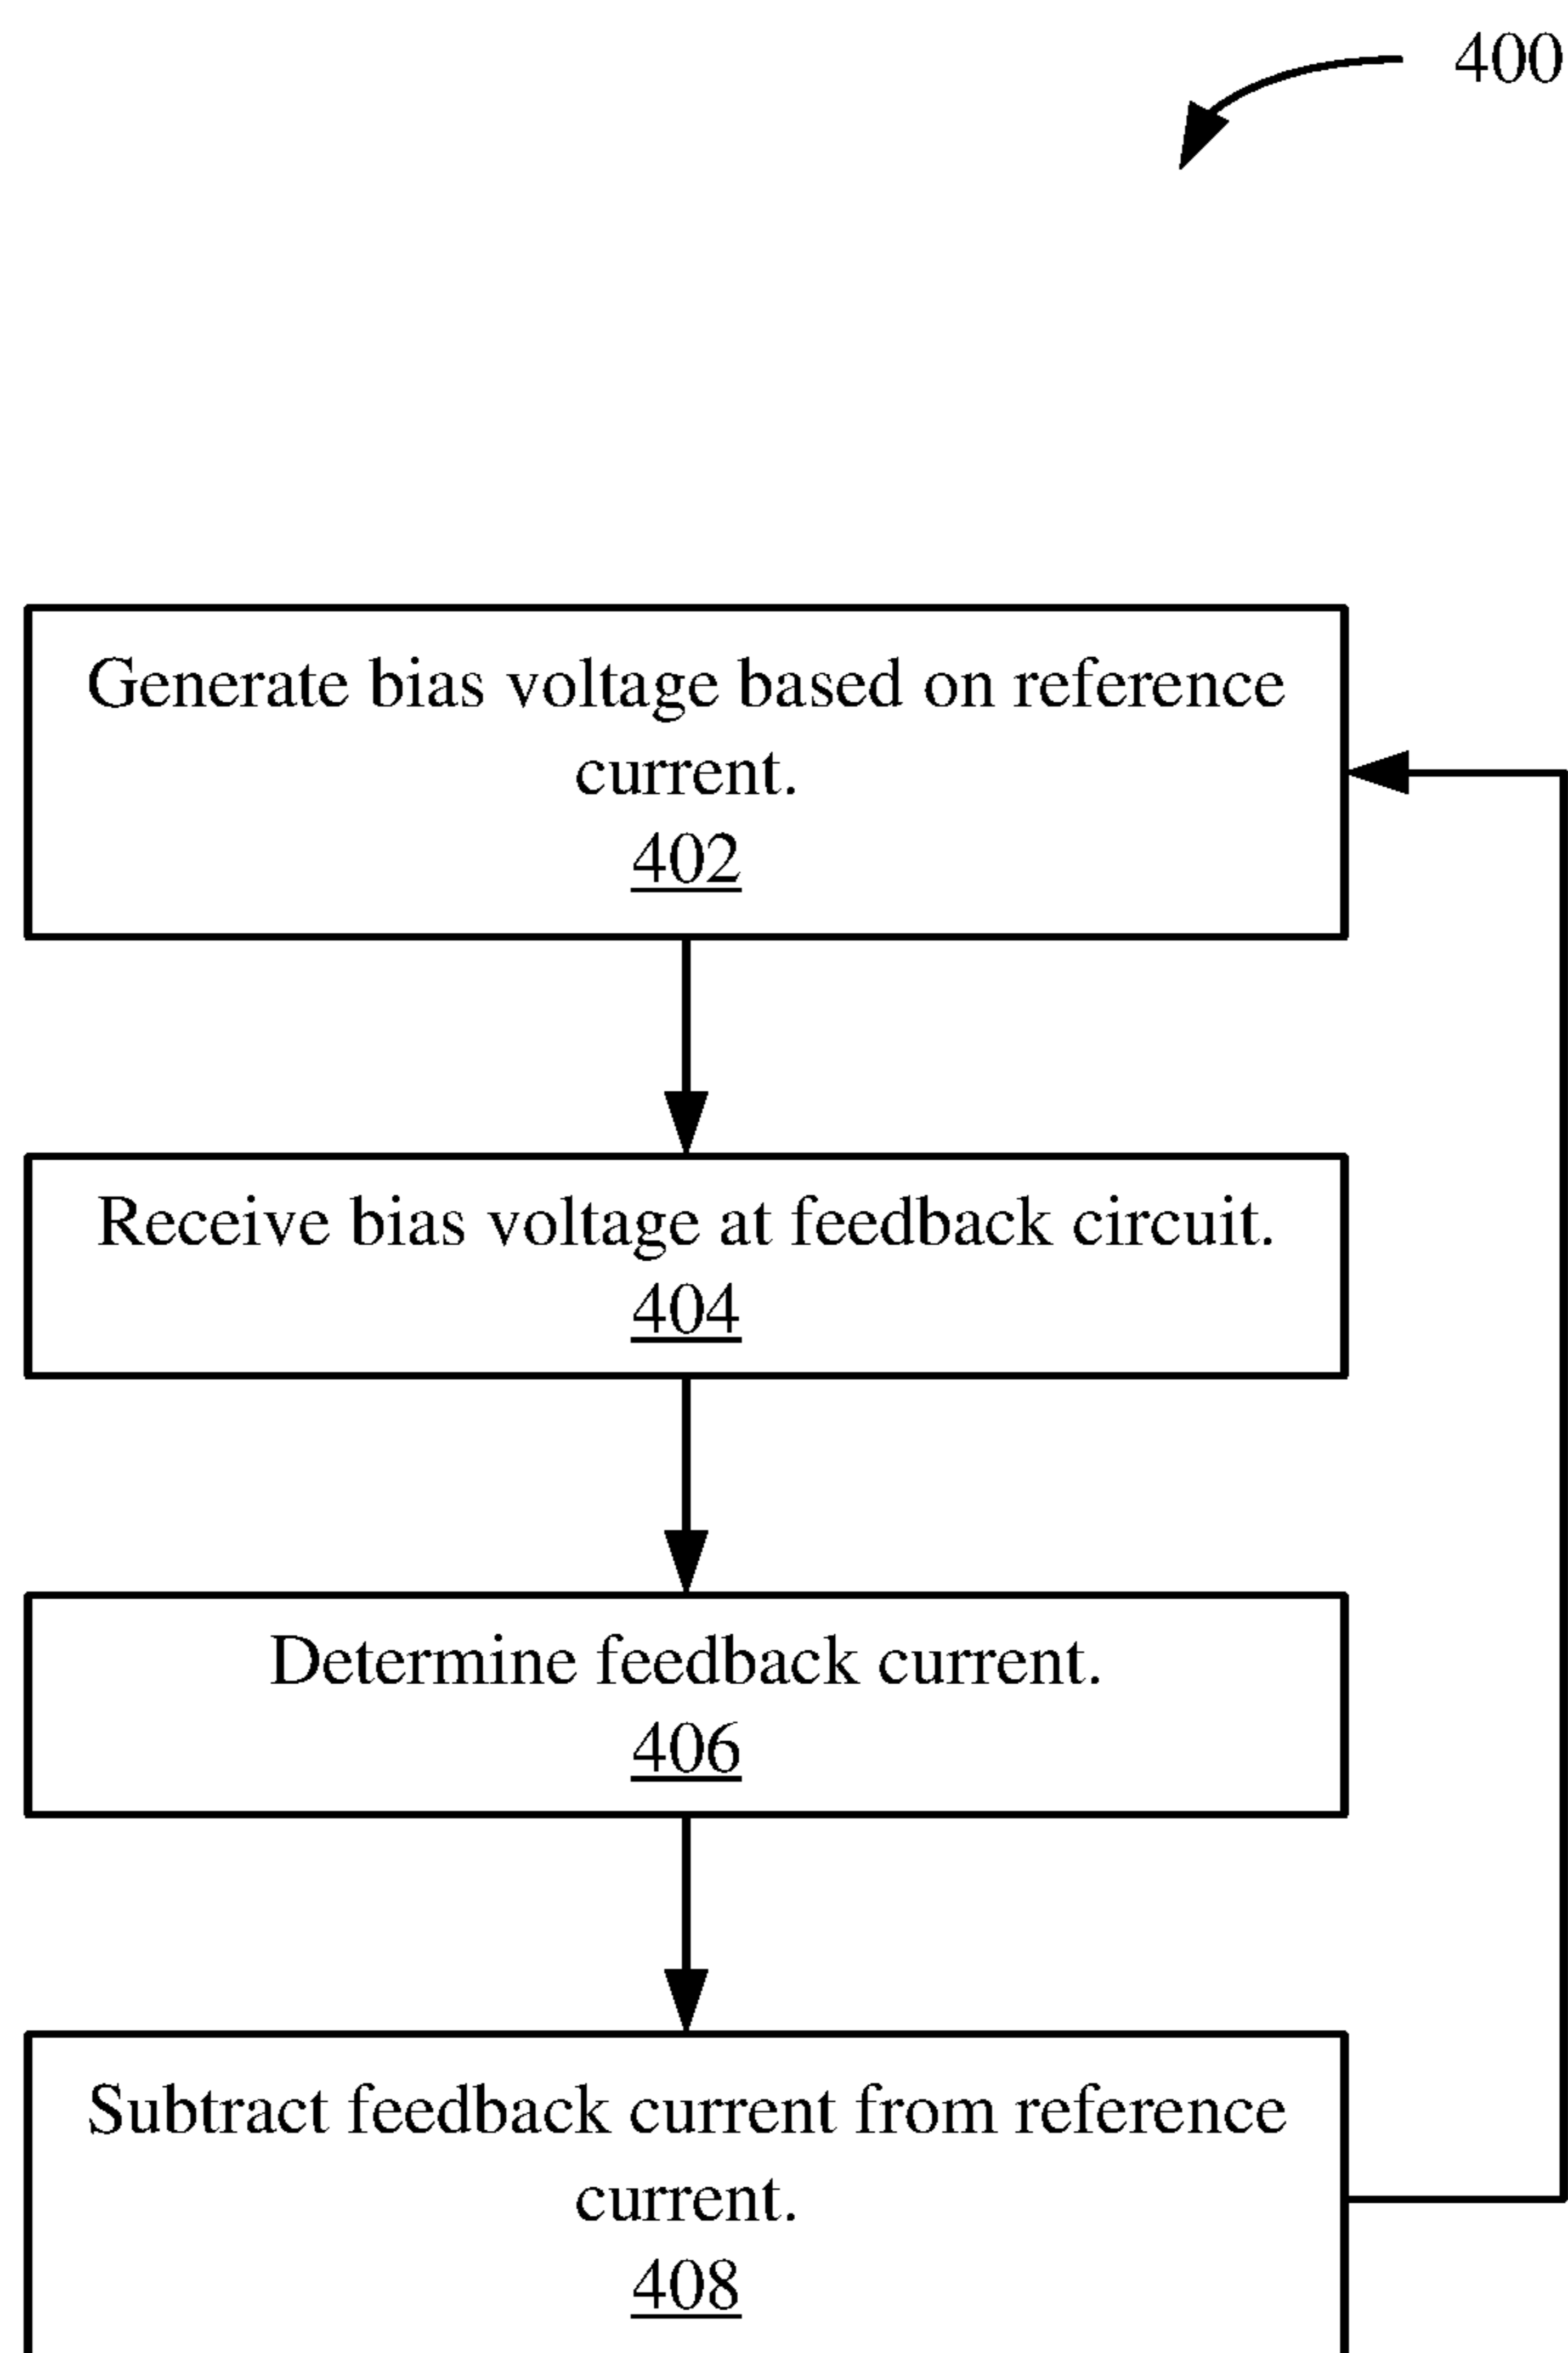 400
Generate bias voltage based on reference
current.
402
Receive bias voltage at feedback circuit.
404
Determine feedback current.
406
Subtract feedback current from reference
current.
408